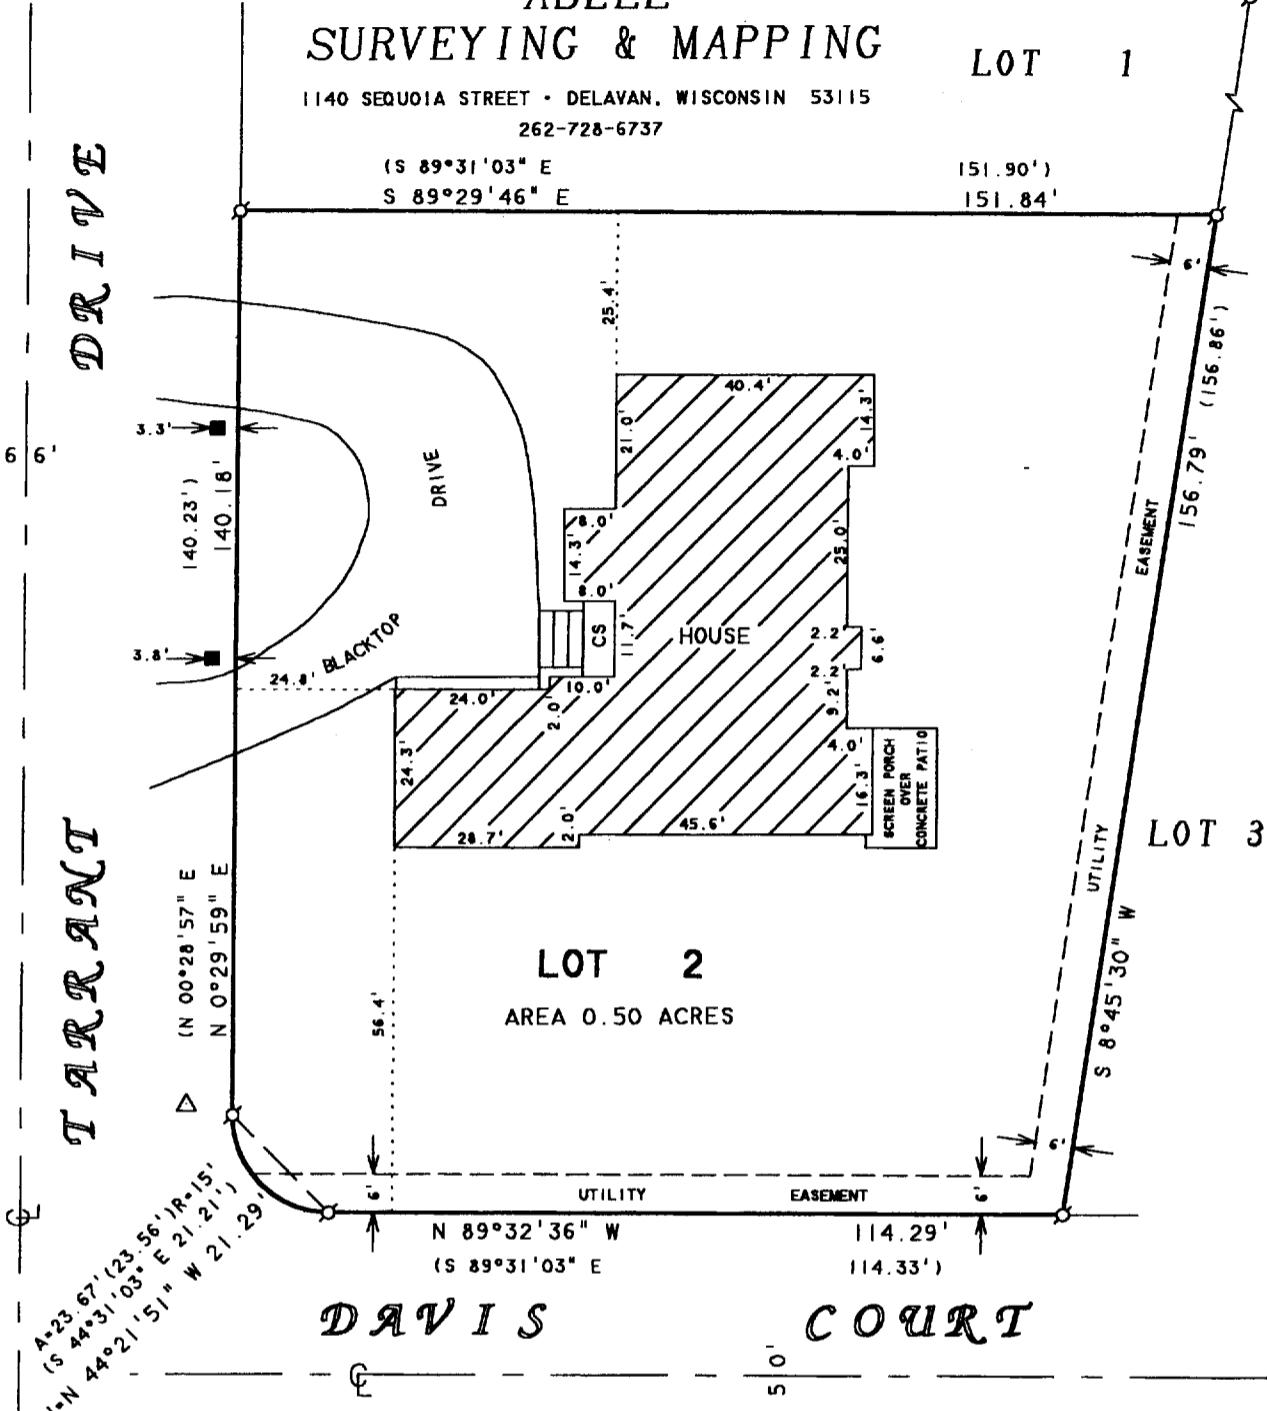 SURVEYING & MAPPING
1140 SEQUOIA STREET · DELAVAN, WISCONSIN 53115
262-728-6737
LOT 1
(S 89°31'03" E 151.90')
S 89°29'46" E 151.84'
DRIVE
TARRANT
66'
3.3'
(140.23')
140.18'
3.8'
24.8'
BLACKTOP
DRIVE
25.4'
40.4'
21.0'
14.3'
4.0'
8.0'
14.3'
8.0'
25.0'
CS
11.7'
HOUSE
2.2'
6.6'
2.2'
9.2'
10.0'
24.0'
2.0'
4.0'
24.3'
16.3'
SCREEN PORCH
OVER
CONCRETE PATIO
28.7'
2.0'
45.6'
6'
156.79' (156.86')
EASEMENT
UTILITY
S 8°45'30" W
LOT 3
(N 00°28'57" E
N 0°29'59" E
LOT 2
AREA 0.50 ACRES
56.4'
6'
6'
6'
UTILITY EASEMENT
N 89°32'36" W 114.29'
(S 89°31'03" E 114.33')
A=23.67' (23.56')R=15'
(S 44°31'03" E 21.21')
=N 44°21'51" W 21.29'
DAVIS COURT
℄
℄
50'